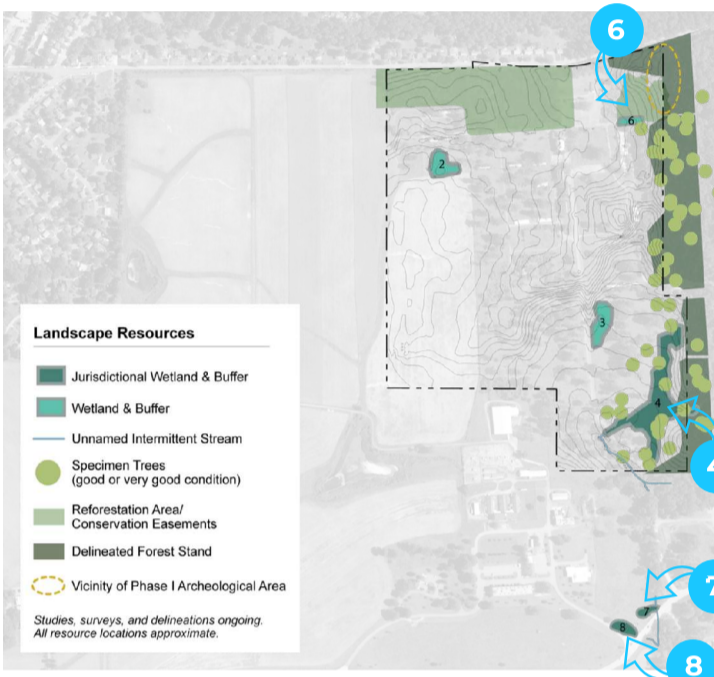 6
6
2
3
4
4
Landscape Resources
Jurisdictional Wetland & Buffer
Wetland & Buffer
Unnamed Intermittent Stream
Specimen Trees
(good or very good condition)
Reforestation Area/
Conservation Easements
Delineated Forest Stand
Vicinity of Phase I Archeological Area
Studies, surveys, and delineations ongoing.
All resource locations approximate.
7
7
8
8